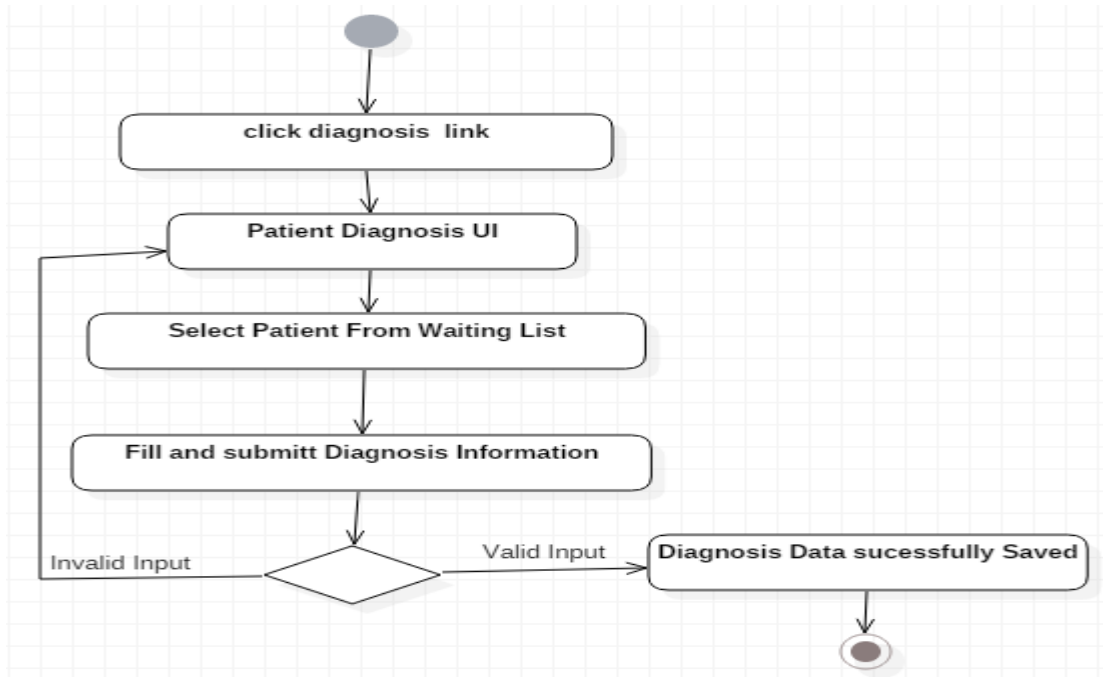 click diagnosis  link
Patient Diagnosis UI
Select Patient From Waiting List
Fill and submitt Diagnosis Information
Invalid Input
Valid Input
Diagnosis Data sucessfully Saved